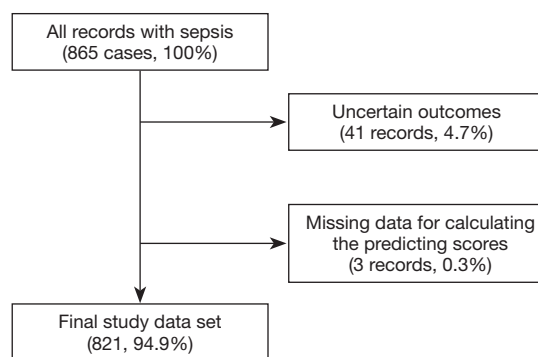 All records with sepsis
(865 cases, 100%)
Uncertain outcomes
(41 records, 4.7%)
Missing data for calculating
the predicting scores
(3 records, 0.3%)
Final study data set
(821, 94.9%)